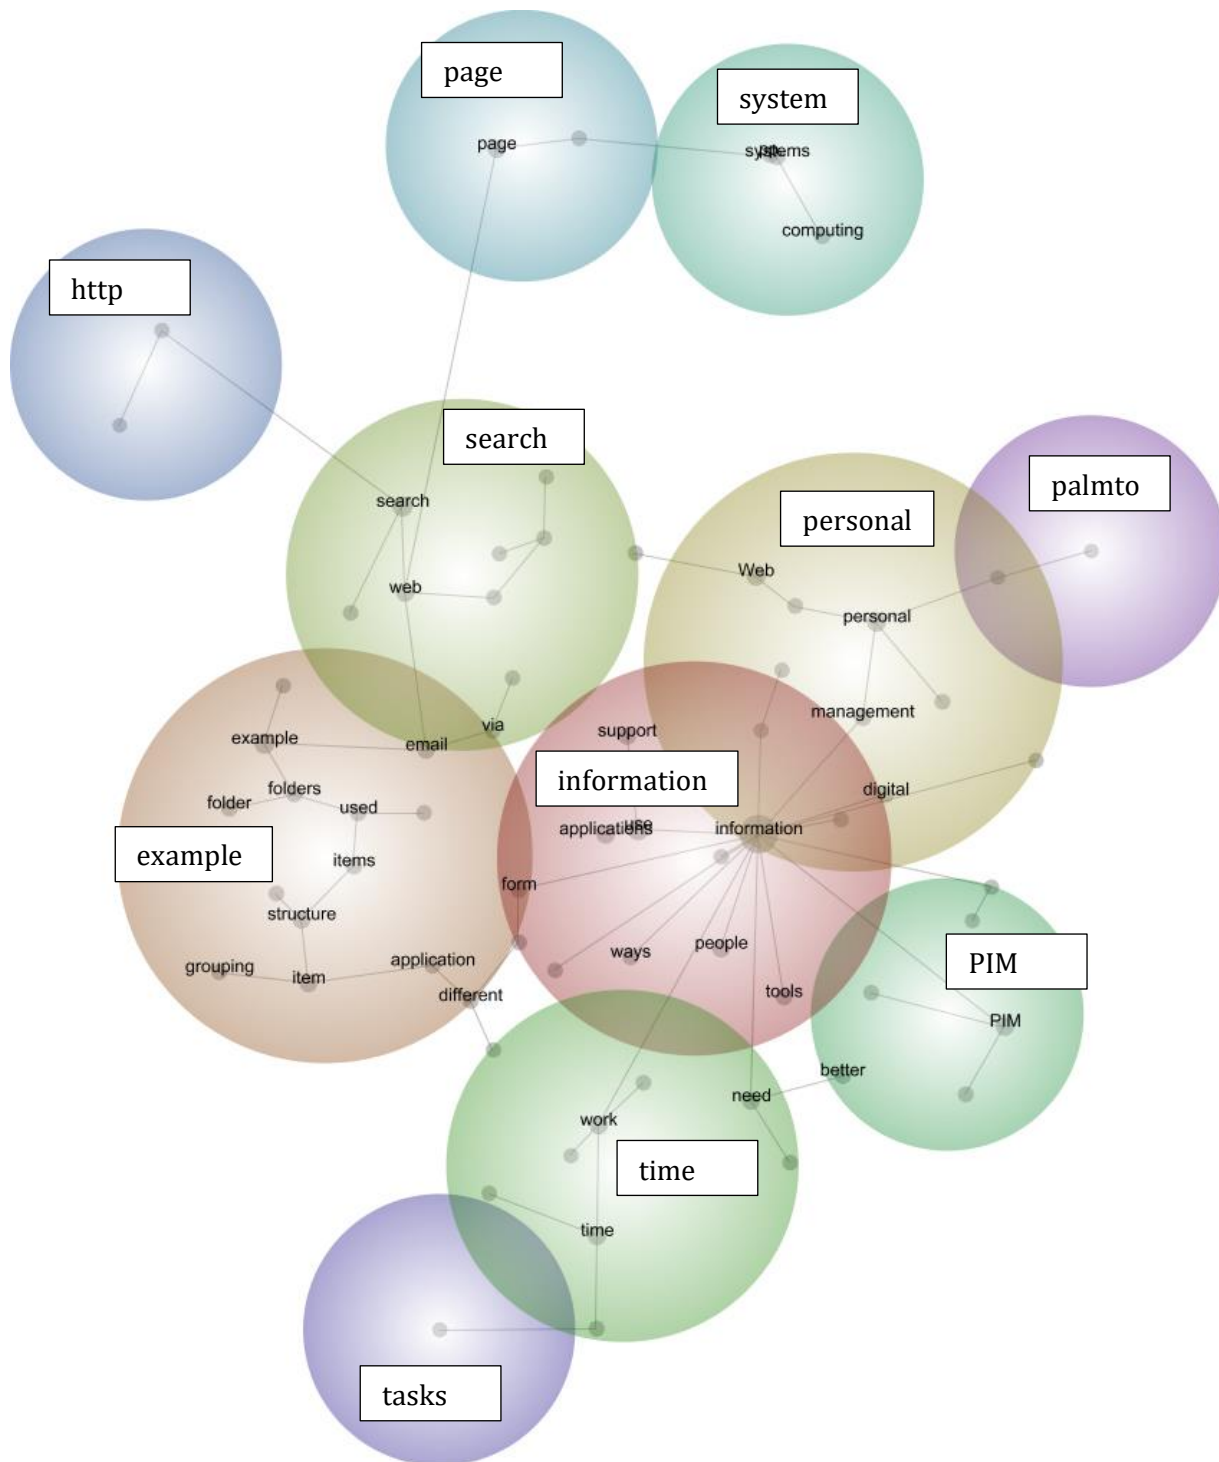 page
system
page
systems
computing
http
search
search
palmto
personal
Web
web
personal
management
via
support
example
email
information
digital
folders
folder
used
applications
use
information
example
items
form
structure
people
ways
PIM
application
grouping
item
different
tools
PIM
better
need
work
time
time
tasks